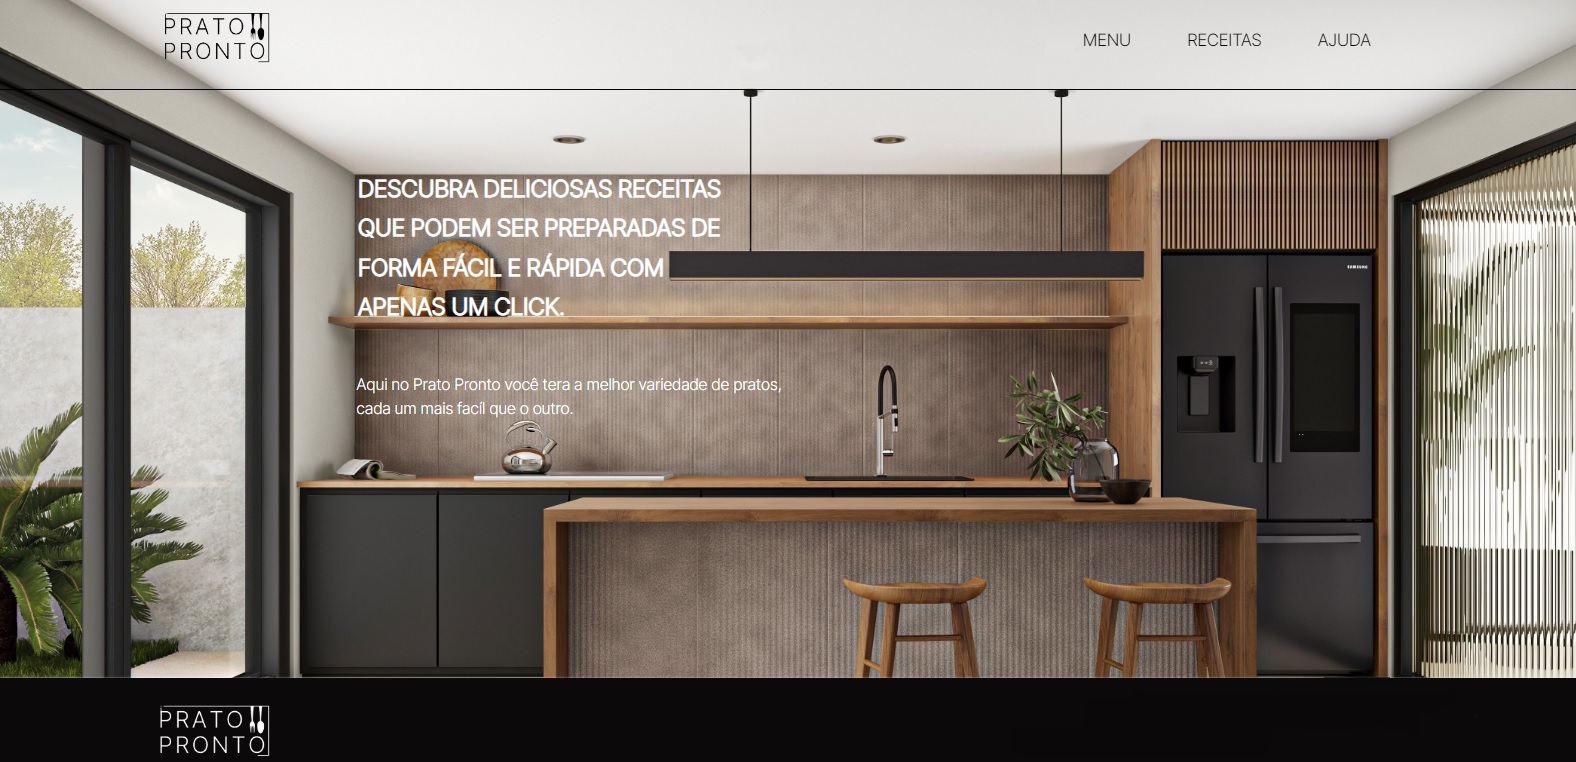 PRATO
PRONTO
MENU RECEITAS AJUDA
DESCUBRA DELICIOSAS RECEITAS
QUE PODEM SER PREPARADAS DE
FORMA FÁCIL E RÁPIDA COM
APENAS UM CLICK.
SAMSUNG
Aqui no Prato Pronto você tera a melhor variedade de pratos,
cada um mais facíl que o outro.
PRATO
PRONTO